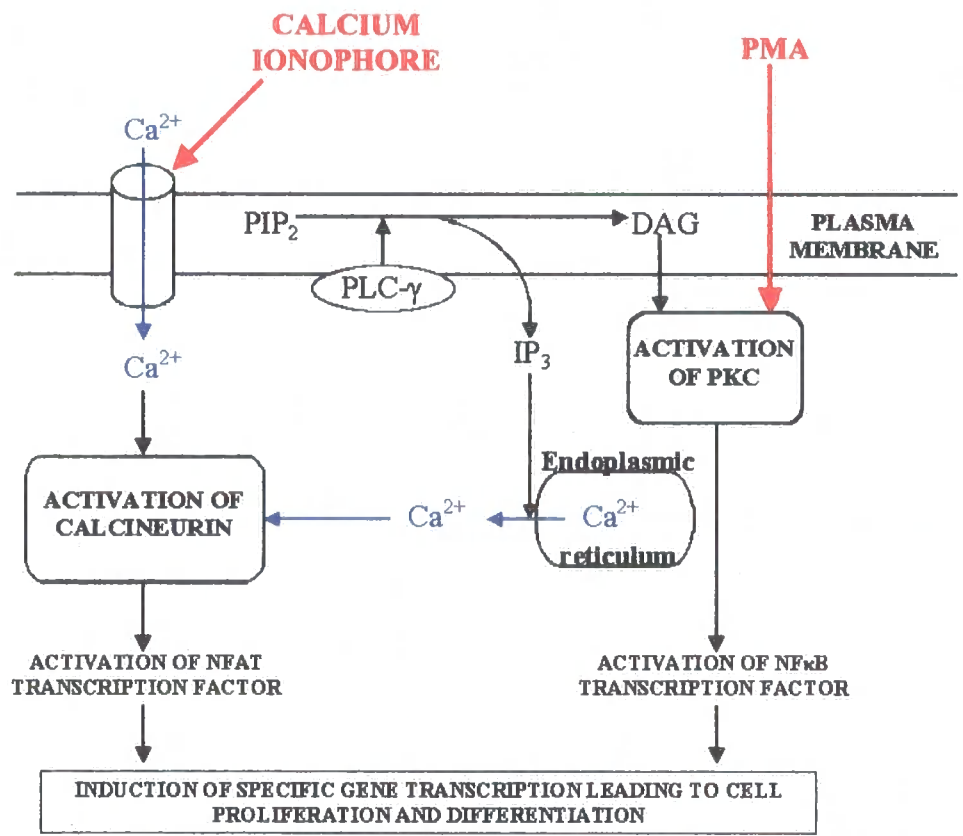 CALCIUM
IONOPHORE
PMA
Ca²⁺
PIP₂
DAG
PLASMA
MEMBRANE
PLC-γ
Ca²⁺
IP₃
ACTIVATION
OF PKC
Endoplasmic
ACTIVATION OF
CALCINEURIN
Ca²⁺
Ca²⁺
reticulum
ACTIVATION OF NFAT
TRANSCRIPTION FACTOR
ACTIVATION OF NFκB
TRANSCRIPTION FACTOR
INDUCTION OF SPECIFIC GENE TRANSCRIPTION LEADING TO CELL
PROLIFERATION AND DIFFERENTIATION